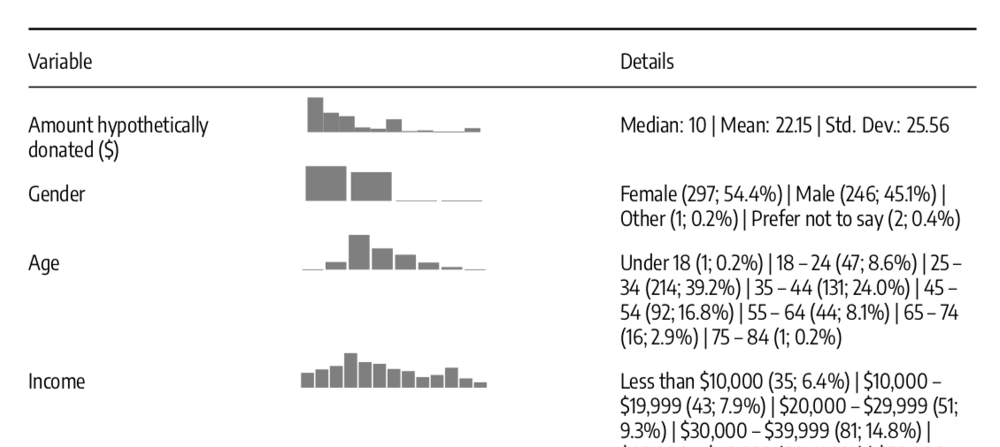 Variable
Details
Amount hypothetically
donated ($)
Median: 10 | Mean: 22.15 | Std. Dev.: 25.56
Gender
Female (297; 54.4%) | Male (246; 45.1%) |
Other (1; 0.2%) | Prefer not to say (2; 0.4%)
Age
Under 18 (1; 0.2%) | 18 – 24 (47; 8.6%) | 25 –
34 (214; 39.2%) | 35 – 44 (131; 24.0%) | 45 –
54 (92; 16.8%) | 55 – 64 (44; 8.1%) | 65 – 74
(16; 2.9%) | 75 – 84 (1; 0.2%)
Income
Less than $10,000 (35; 6.4%) | $10,000 –
$19,999 (43; 7.9%) | $20,000 – $29,999 (51;
9.3%) | $30,000 – $39,999 (81; 14.8%) |